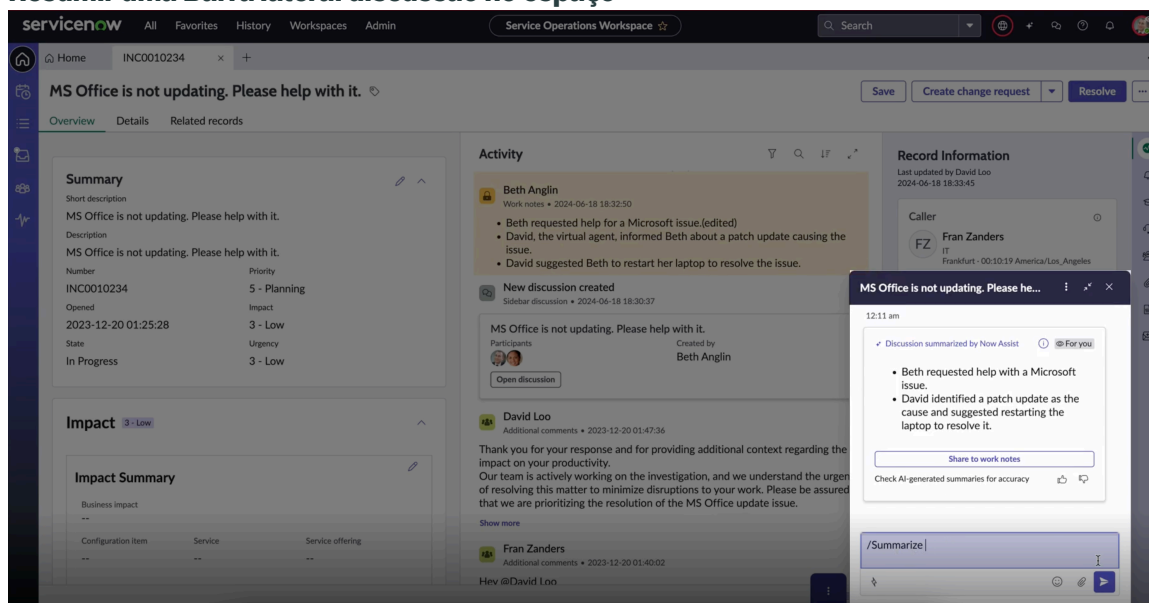 Resumir uma Barra lateral discussão no espaço
servicenow All Favorites History Workspaces Admin
Service Operations Workspace
Search
Home INC0010234
MS Office is not updating. Please help with it.
Save Create change request Resolve
Overview Details Related records
Summary
Short description
MS Office is not updating. Please help with it.
Description
MS Office is not updating. Please help with it.
Number Priority
INC0010234 5 - Planning
Opened Impact
2023-12-20 01:25:28 3 - Low
State Urgency
In Progress 3 - Low
Impact 3 - Low
Impact Summary
Business impact
--
Configuration item Service Service offering
-- -- --
Activity
Beth Anglin
Work notes • 2024-06-18 18:32:50
• Beth requested help for a Microsoft issue.(edited)
• David, the virtual agent, informed Beth about a patch update causing the
issue.
• David suggested Beth to restart her laptop to resolve the issue.
New discussion created
Sidebar discussion • 2024-06-18 18:30:37
MS Office is not updating. Please help with it.
Participants Created by
Beth Anglin
Open discussion
David Loo
Additional comments • 2023-12-20 01:47:36
Thank you for your response and for providing additional context regarding the
impact on your productivity.
Our team is actively working on the investigation, and we understand the urgen
of resolving this matter to minimize disruptions to your work. Please be assured
that we are prioritizing the resolution of the MS Office update issue.
Show more
Fran Zanders
Additional comments • 2023-12-20 01:40:02
Hey @David Loo
Record Information
Last updated by David Loo
2024-06-18 18:33:45
Caller
FZ
Fran Zanders
IT
Frankfurt - 00:10:19 America/Los_Angeles
MS Office is not updating. Please he...
12:11 am
Discussion summarized by Now Assist For you
• Beth requested help with a Microsoft
issue.
• David identified a patch update as the
cause and suggested restarting the
laptop to resolve it.
Share to work notes
Check AI-generated summaries for accuracy
/Summarize